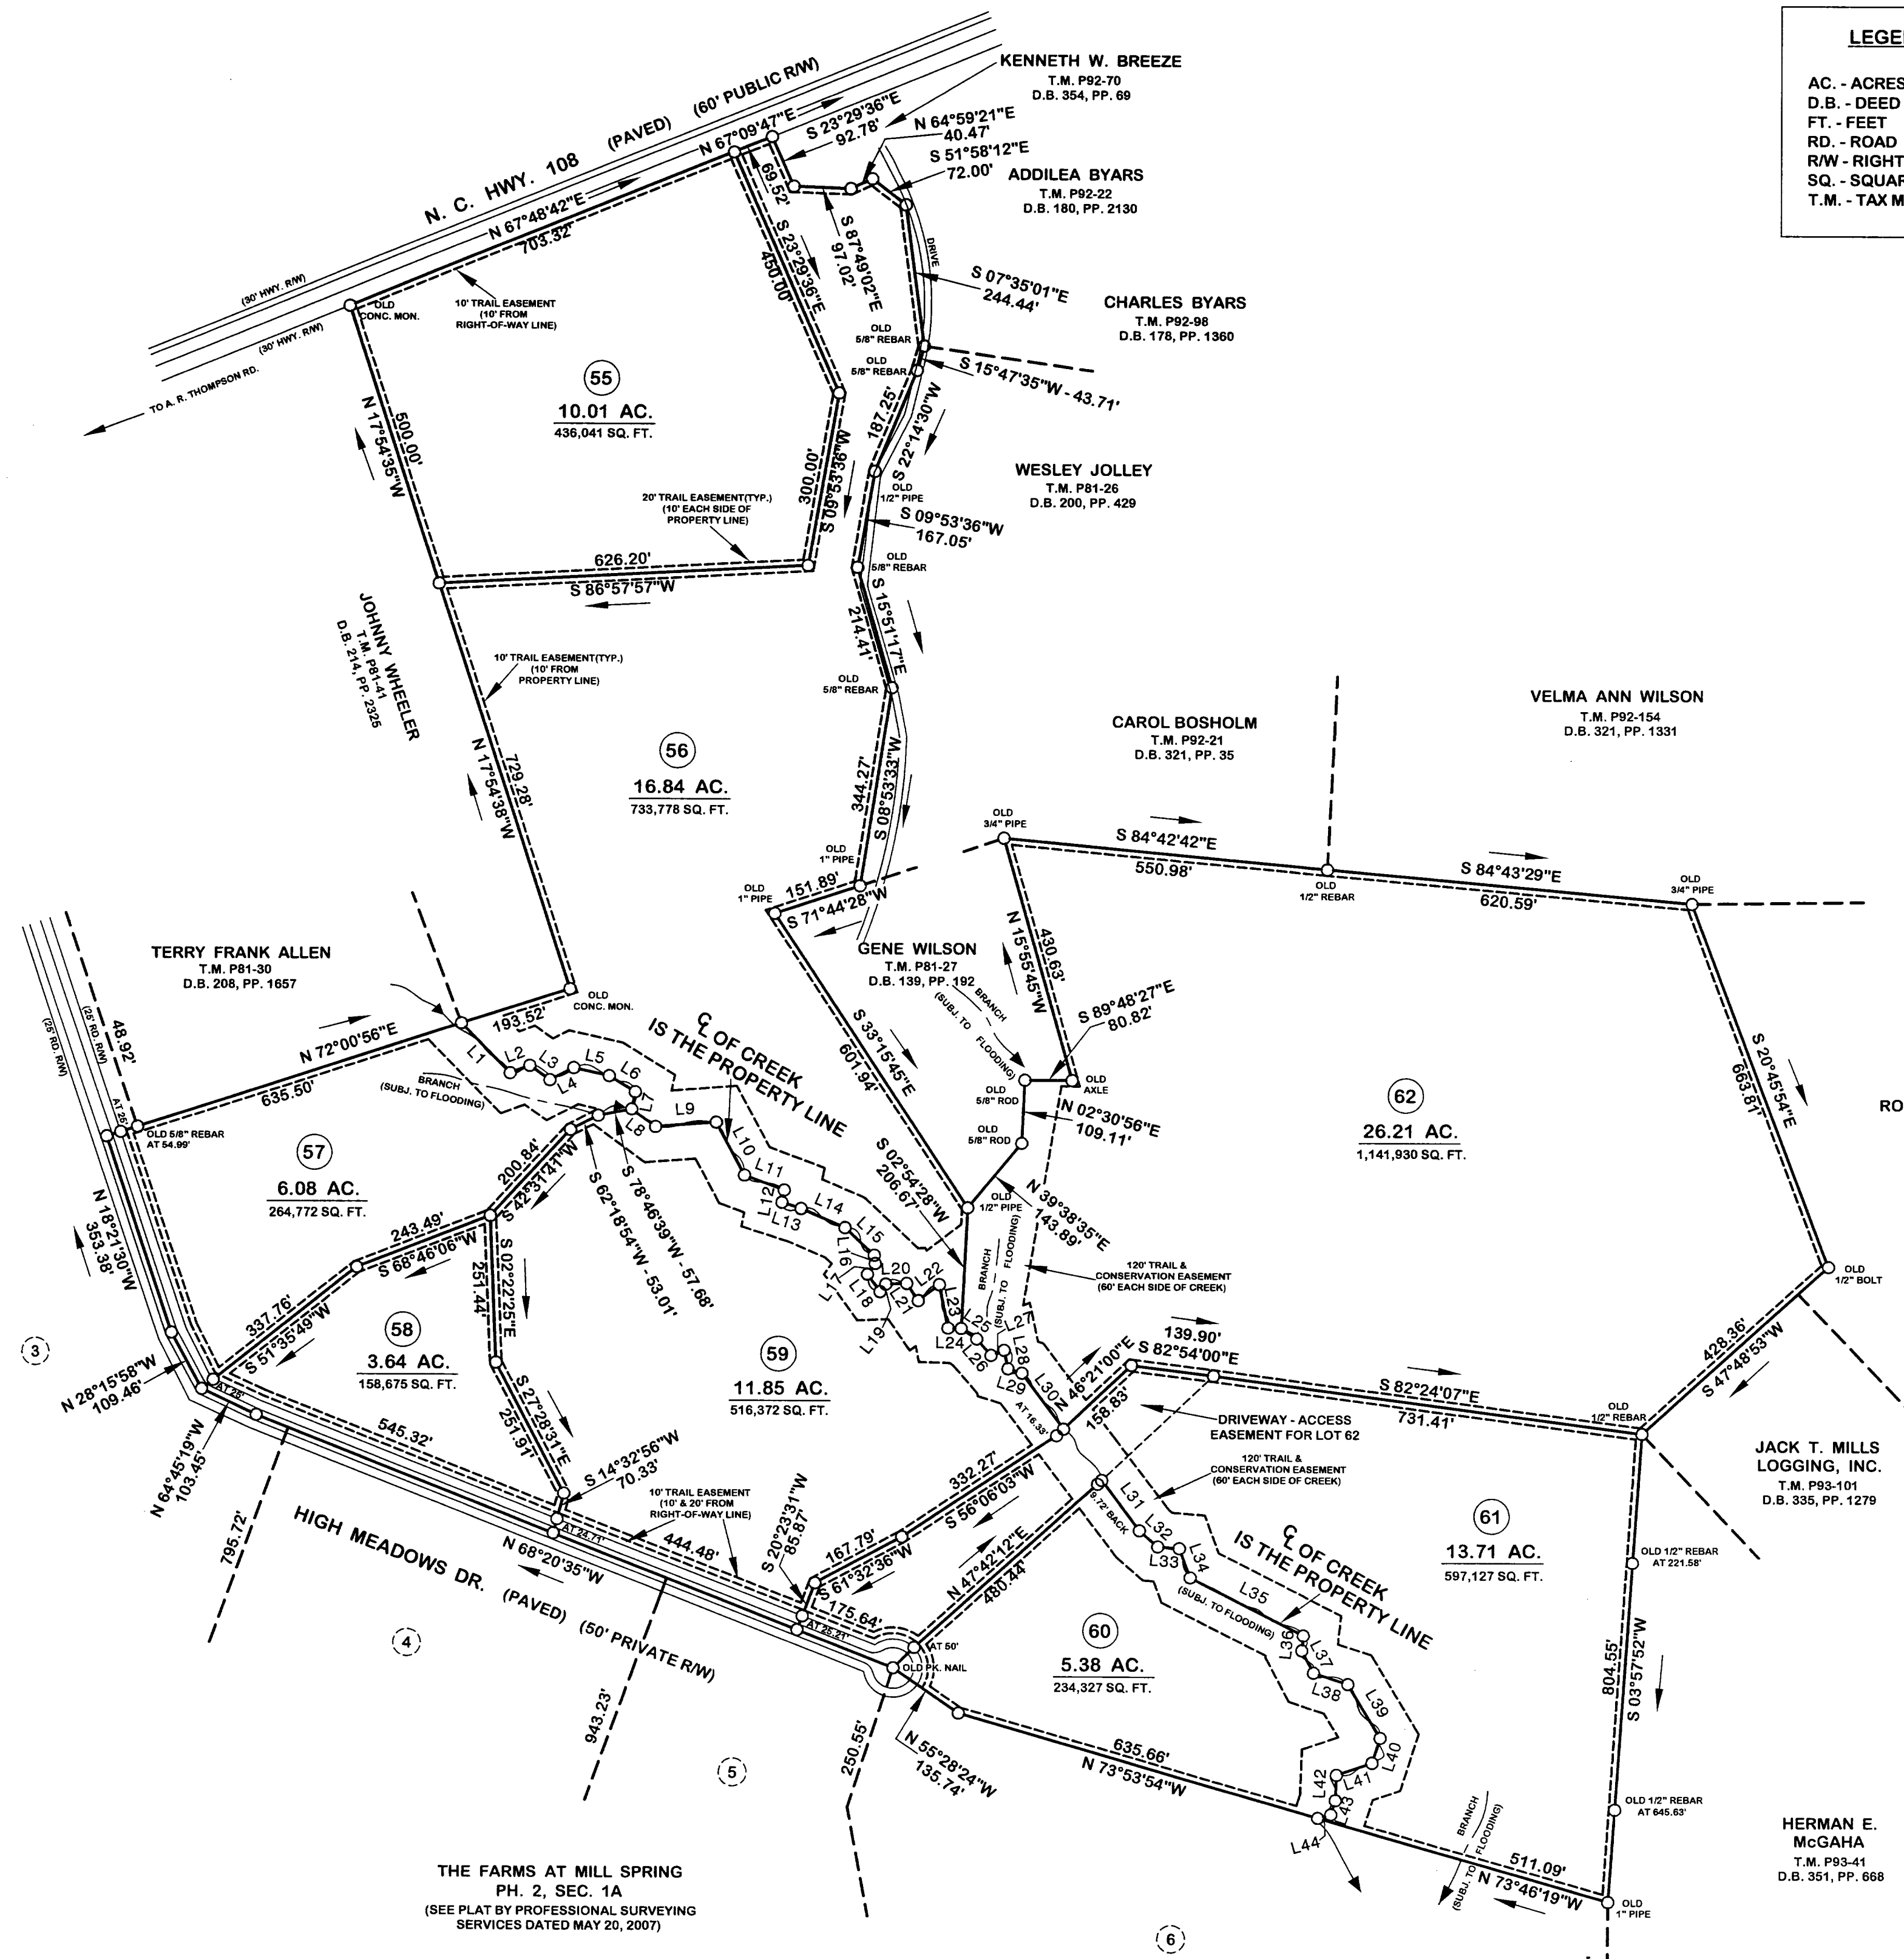 LEGE
AC. - ACRES
D.B. - DEED
FT. - FEET
RD. - ROAD
R/W - RIGHT
SQ. - SQUAR
T.M. - TAX M
KENNETH W. BREEZE
T.M. P92-70
D.B. 354, PP. 69
N. C. HWY. 108 (PAVED) (60' PUBLIC R/W)
N 67°09'47"E
S 23°29'36"E
92.78'
N 64°59'21"E
40.47'
S 51°58'12"E
72.00'
ADDILEA BYARS
T.M. P92-22
D.B. 180, PP. 2130
N 67°48'42"E
703.32'
69.52'
S 23°29'36"E
450.00'
S 87°49'02"E
97.02'
DRIVE
S 07°35'01"E
244.44'
CHARLES BYARS
T.M. P92-98
D.B. 178, PP. 1360
(30' HWY. R/W)
(30' HWY. R/W)
TO A. R. THOMPSON RD.
OLD
CONC. MON.
10' TRAIL EASEMENT
(10' FROM
RIGHT-OF-WAY LINE)
OLD
5/8" REBAR
OLD
5/8" REBAR
S 15°47'35"W - 43.71'
55
10.01 AC.
436,041 SQ. FT.
N 17°54'35"W
500.00'
187.25'
S 22°14'30"W
300.00'
S 09°53'36"W
OLD
1/2" PIPE
WESLEY JOLLEY
T.M. P81-26
D.B. 200, PP. 429
20' TRAIL EASEMENT(TYP.)
(10' EACH SIDE OF
PROPERTY LINE)
S 09°53'36"W
167.05'
626.20'
S 86°57'57"W
OLD
5/8" REBAR
S 15°51'17"E
214.41'
JOHNNY WHEELER
T.M. P81-41
D.B. 214, PP. 2325
10' TRAIL EASEMENT(TYP.)
(10' FROM
PROPERTY LINE)
OLD
5/8" REBAR
N 17°54'38"W
729.28'
56
16.84 AC.
733,778 SQ. FT.
344.27'
S 08°53'33"W
CAROL BOSHOLM
T.M. P92-21
D.B. 321, PP. 35
VELMA ANN WILSON
T.M. P92-154
D.B. 321, PP. 1331
OLD
3/4" PIPE
S 84°42'42"E
550.98'
OLD
1/2" REBAR
S 84°43'29"E
620.59'
OLD
3/4" PIPE
OLD
1" PIPE
OLD
1" PIPE
151.89'
S 71°44'28"W
GENE WILSON
T.M. P81-27
D.B. 139, PP. 192
BRANCH
(SUBJ. TO FLOODING)
N 15°55'45"W
430.63'
S 89°48'27"E
80.82'
TERRY FRANK ALLEN
T.M. P81-30
D.B. 208, PP. 1657
OLD
CONC. MON.
193.52'
N 72°00'56"E
635.50'
48.92'
(25' RD. R/W)
(25' RD. R/W)
AT 25'
OLD 5/8" REBAR
AT 54.99'
BRANCH
(SUBJ. TO FLOODING)
L1
L2
L3
L4
L5
L6
L7
L8
L9
L10
L11
L12
L13
L14
L15
L16
L17
L18
L19
L20
L21
L22
L23
L24
L25
L26
L27
L28
L29
L30
℄ OF CREEK
IS THE PROPERTY LINE
S 33°15'45"E
601.94'
OLD
5/8" ROD
OLD
AXLE
OLD
5/8" ROD
N 02°30'56"E
109.11'
OLD
1/2" PIPE
N 39°38'35"E
143.89'
S 02°54'28"W
206.67'
BRANCH
(SUBJ. TO FLOODING)
62
26.21 AC.
1,141,930 SQ. FT.
S 20°45'54"E
663.81'
RO
57
6.08 AC.
264,772 SQ. FT.
200.84'
S 42°31'41"W
S 62°18'54"W - 53.01'
S 78°46'39"W - 57.68'
243.49'
S 68°46'06"W
N 18°21'30"W
353.38'
337.76'
S 51°35'49"W
S 02°22'25"E
251.44'
120' TRAIL &
CONSERVATION EASEMENT
(60' EACH SIDE OF CREEK)
OLD
1/2" BOLT
3
58
3.64 AC.
158,675 SQ. FT.
59
11.85 AC.
516,372 SQ. FT.
N 28°15'58"W
109.46'
AT 25'
N 64°45'19"W
103.45'
S 27°28'31"E
251.91'
545.32'
S 14°32'56"W
70.33'
AT 16.33'
N 46°21'00"E
158.83'
139.90'
S 82°54'00"E
S 82°24'07"E
731.41'
428.36'
S 47°48'53"W
OLD
1/2" REBAR
DRIVEWAY - ACCESS
EASEMENT FOR LOT 62
120' TRAIL &
CONSERVATION EASEMENT
(60' EACH SIDE OF CREEK)
JACK T. MILLS
LOGGING, INC.
T.M. P93-101
D.B. 335, PP. 1279
332.27'
S 56°06'03"W
10' TRAIL EASEMENT
(10' & 20' FROM
RIGHT-OF-WAY LINE)
AT 24.71'
444.48'
S 20°23'31"W
85.87'
167.79'
S 61°32'36"W
N 47°42'12"E
480.44'
9.72' BACK
L31
L32
L33
L34
L35
L36
L37
L38
L39
L40
L41
L42
L43
L44
(SUBJ. TO FLOODING)
℄ OF CREEK
IS THE PROPERTY LINE
61
13.71 AC.
597,127 SQ. FT.
OLD 1/2" REBAR
AT 221.58'
795.72'
HIGH MEADOWS DR. (PAVED) (50' PRIVATE R/W)
N 68°20'35"W
AT 25.21'
175.64'
AT 50'
OLD PK. NAIL
4
60
5.38 AC.
234,327 SQ. FT.
804.55'
S 03°57'52"W
943.23'
250.55'
N 55°28'24"W
135.74'
5
635.66'
N 73°53'54"W
BRANCH
(SUBJ. TO FLOODING)
511.09'
N 73°46'19"W
OLD 1/2" REBAR
AT 645.63'
OLD
1" PIPE
HERMAN E.
McGAHA
T.M. P93-41
D.B. 351, PP. 668
THE FARMS AT MILL SPRING
PH. 2, SEC. 1A
(SEE PLAT BY PROFESSIONAL SURVEYING
SERVICES DATED MAY 20, 2007)
6